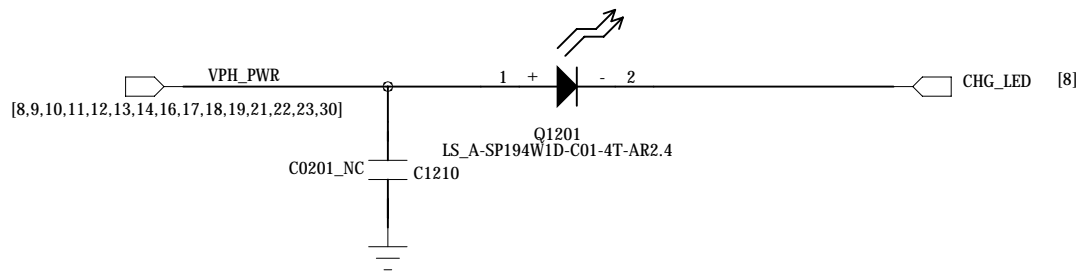 VPH_PWR
1 + - 2
CHG_LED [8]
[8,9,10,11,12,13,14,16,17,18,19,21,22,23,30]
Q1201
LS_A-SP194W1D-C01-4T-AR2.4
C0201_NC C1210